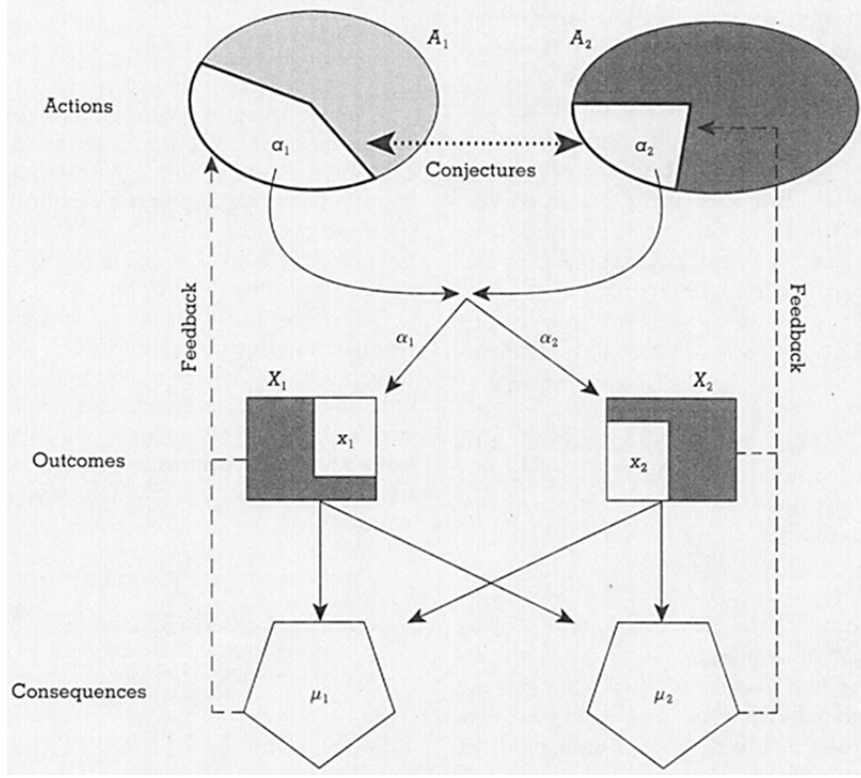 A₁
A₂
Actions
α₁
α₂
Conjectures
Feedback
Feedback
α₁
α₂
X₁
X₂
x₁
x₂
Outcomes
Consequences
μ₁
μ₂